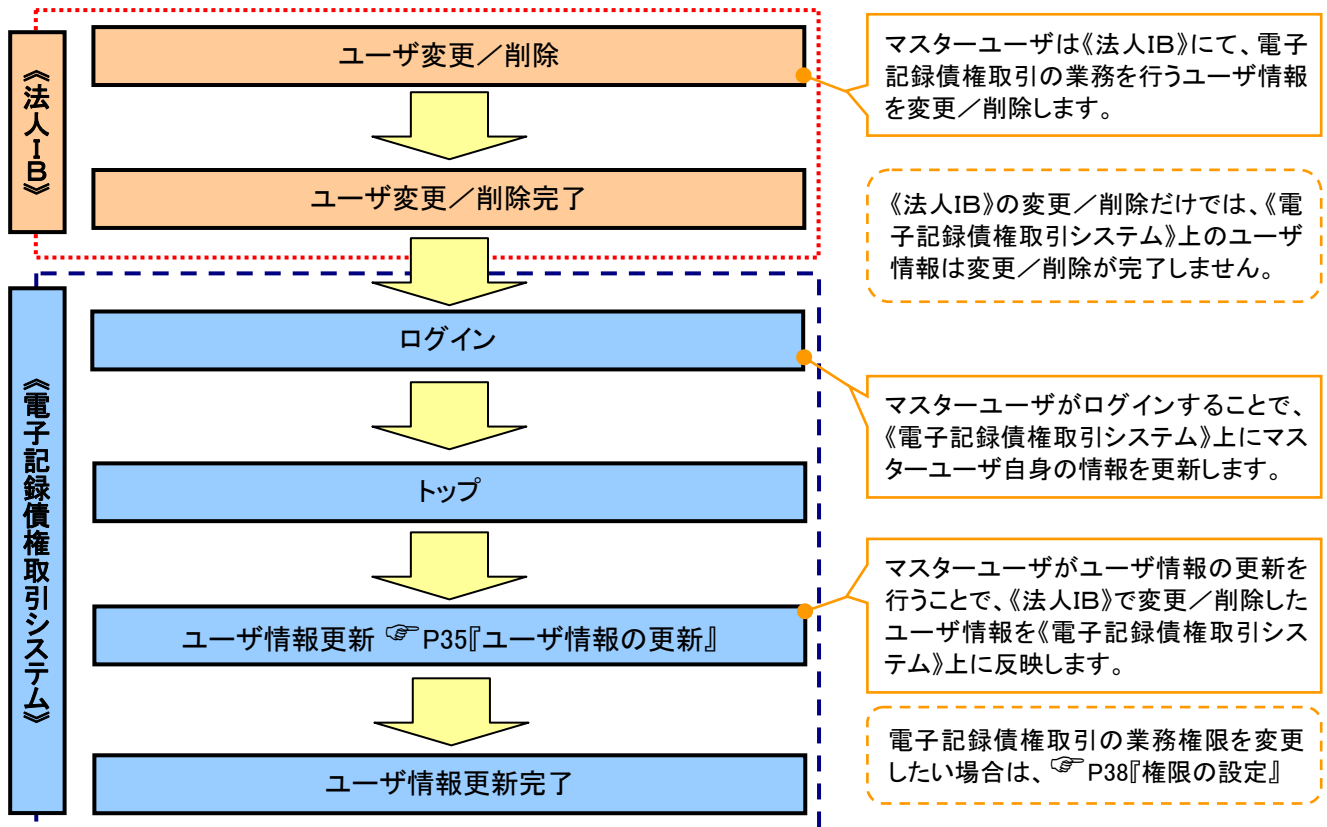 《法人IB》
ユーザ変更／削除
マスターユーザは《法人IB》にて、電子
記録債権取引の業務を行うユーザ情報
を変更／削除します。
ユーザ変更／削除完了
《法人IB》の変更／削除だけでは、《電
子記録債権取引システム》上のユーザ
情報は変更／削除が完了しません。
《電子記録債権取引システム》
ログイン
マスターユーザがログインすることで、
《電子記録債権取引システム》上にマス
ターユーザ自身の情報を更新します。
トップ
マスターユーザがユーザ情報の更新を
行うことで、《法人IB》で変更／削除した
ユーザ情報を《電子記録債権取引シス
テム》上に反映します。
ユーザ情報更新 ☞P35『ユーザ情報の更新』
電子記録債権取引の業務権限を変更
したい場合は、☞P38『権限の設定』
ユーザ情報更新完了